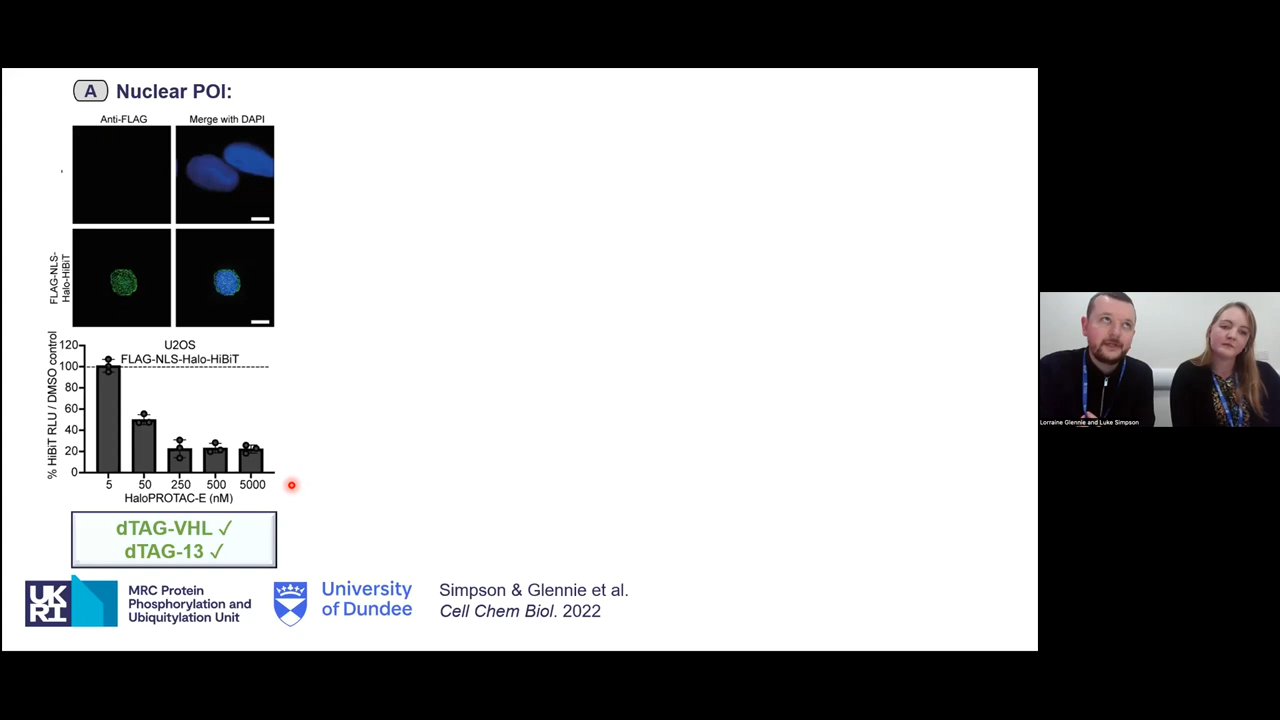 A Nuclear POI:
Anti-FLAG
Merge with DAPI
FLAG-NLS-
Halo-HiBiT
U2OS
FLAG-NLS-Halo-HiBiT
% HiBiT RLU / DMSO control
120
100
80
60
40
20
0
5 50 250 500 5000
HaloPROTAC-E (nM)
dTAG-VHL ✓
dTAG-13 ✓
UK
RI
MRC Protein
Phosphorylation and
Ubiquitylation Unit
University
of Dundee
Simpson & Glennie et al.
Cell Chem Biol. 2022
Lorraine Glennie and Luke Simpson